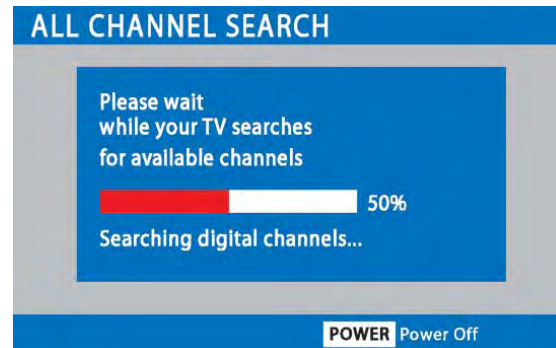 ALL CHANNEL SEARCH
Please wait
while your TV searches
for available channels
50%
Searching digital channels...
POWER Power Off